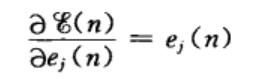 ∂ℰ(n)/∂e_j(n) = e_j(n)